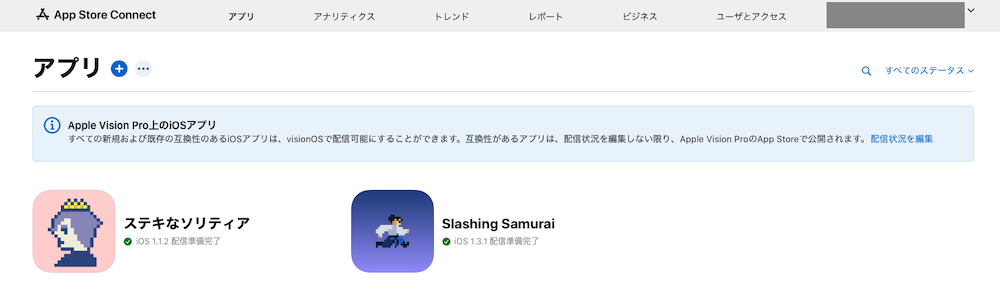 App Store Connect
アプリ
アナリティクス
トレンド
レポート
ビジネス
ユーザとアクセス
アプリ
すべてのステータス
Apple Vision Pro上のiOSアプリ
すべての新規および既存の互換性のあるiOSアプリは、visionOSで配信可能にすることができます。互換性があるアプリは、配信状況を編集しない限り、Apple Vision ProのApp Storeで公開されます。 配信状況を編集
ステキなソリティア
iOS 1.1.2 配信準備完了
Slashing Samurai
iOS 1.3.1 配信準備完了